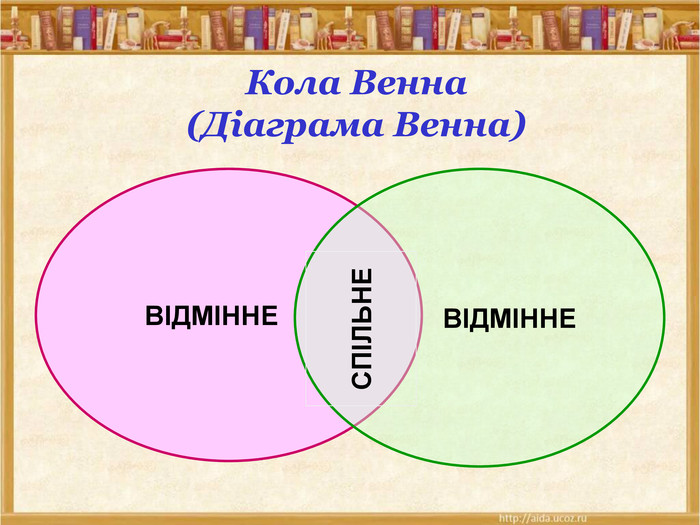 Кола Венна
(Діаграма Венна)
ВІДМІННЕ
СПІЛЬНЕ
ВІДМІННЕ
http://aida.ucoz.ru